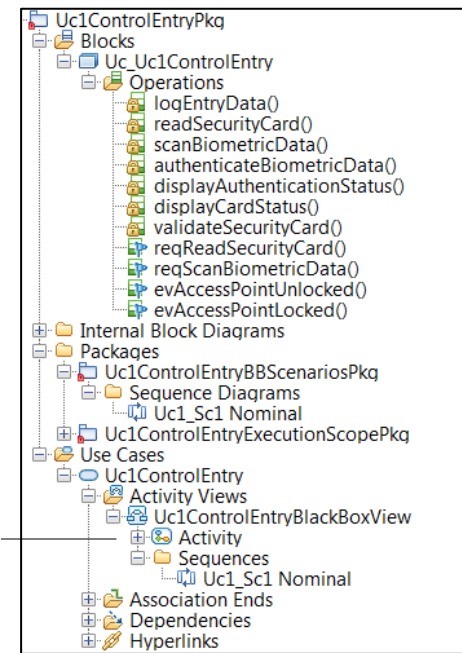 Uc1ControlEntryPkg
Blocks
Uc_Uc1ControlEntry
Operations
logEntryData()
readSecurityCard()
scanBiometricData()
authenticateBiometricData()
displayAuthenticationStatus()
displayCardStatus()
validateSecurityCard()
reqReadSecurityCard()
reqScanBiometricData()
evAccessPointUnlocked()
evAccessPointLocked()
Internal Block Diagrams
Packages
Uc1ControlEntryBBScenariosPkg
Sequence Diagrams
Uc1_Sc1 Nominal
Uc1ControlEntryExecutionScopePkg
Use Cases
Uc1ControlEntry
Activity Views
Uc1ControlEntryBlackBoxView
Activity
Sequences
Uc1_Sc1 Nominal
Association Ends
Dependencies
Hyperlinks